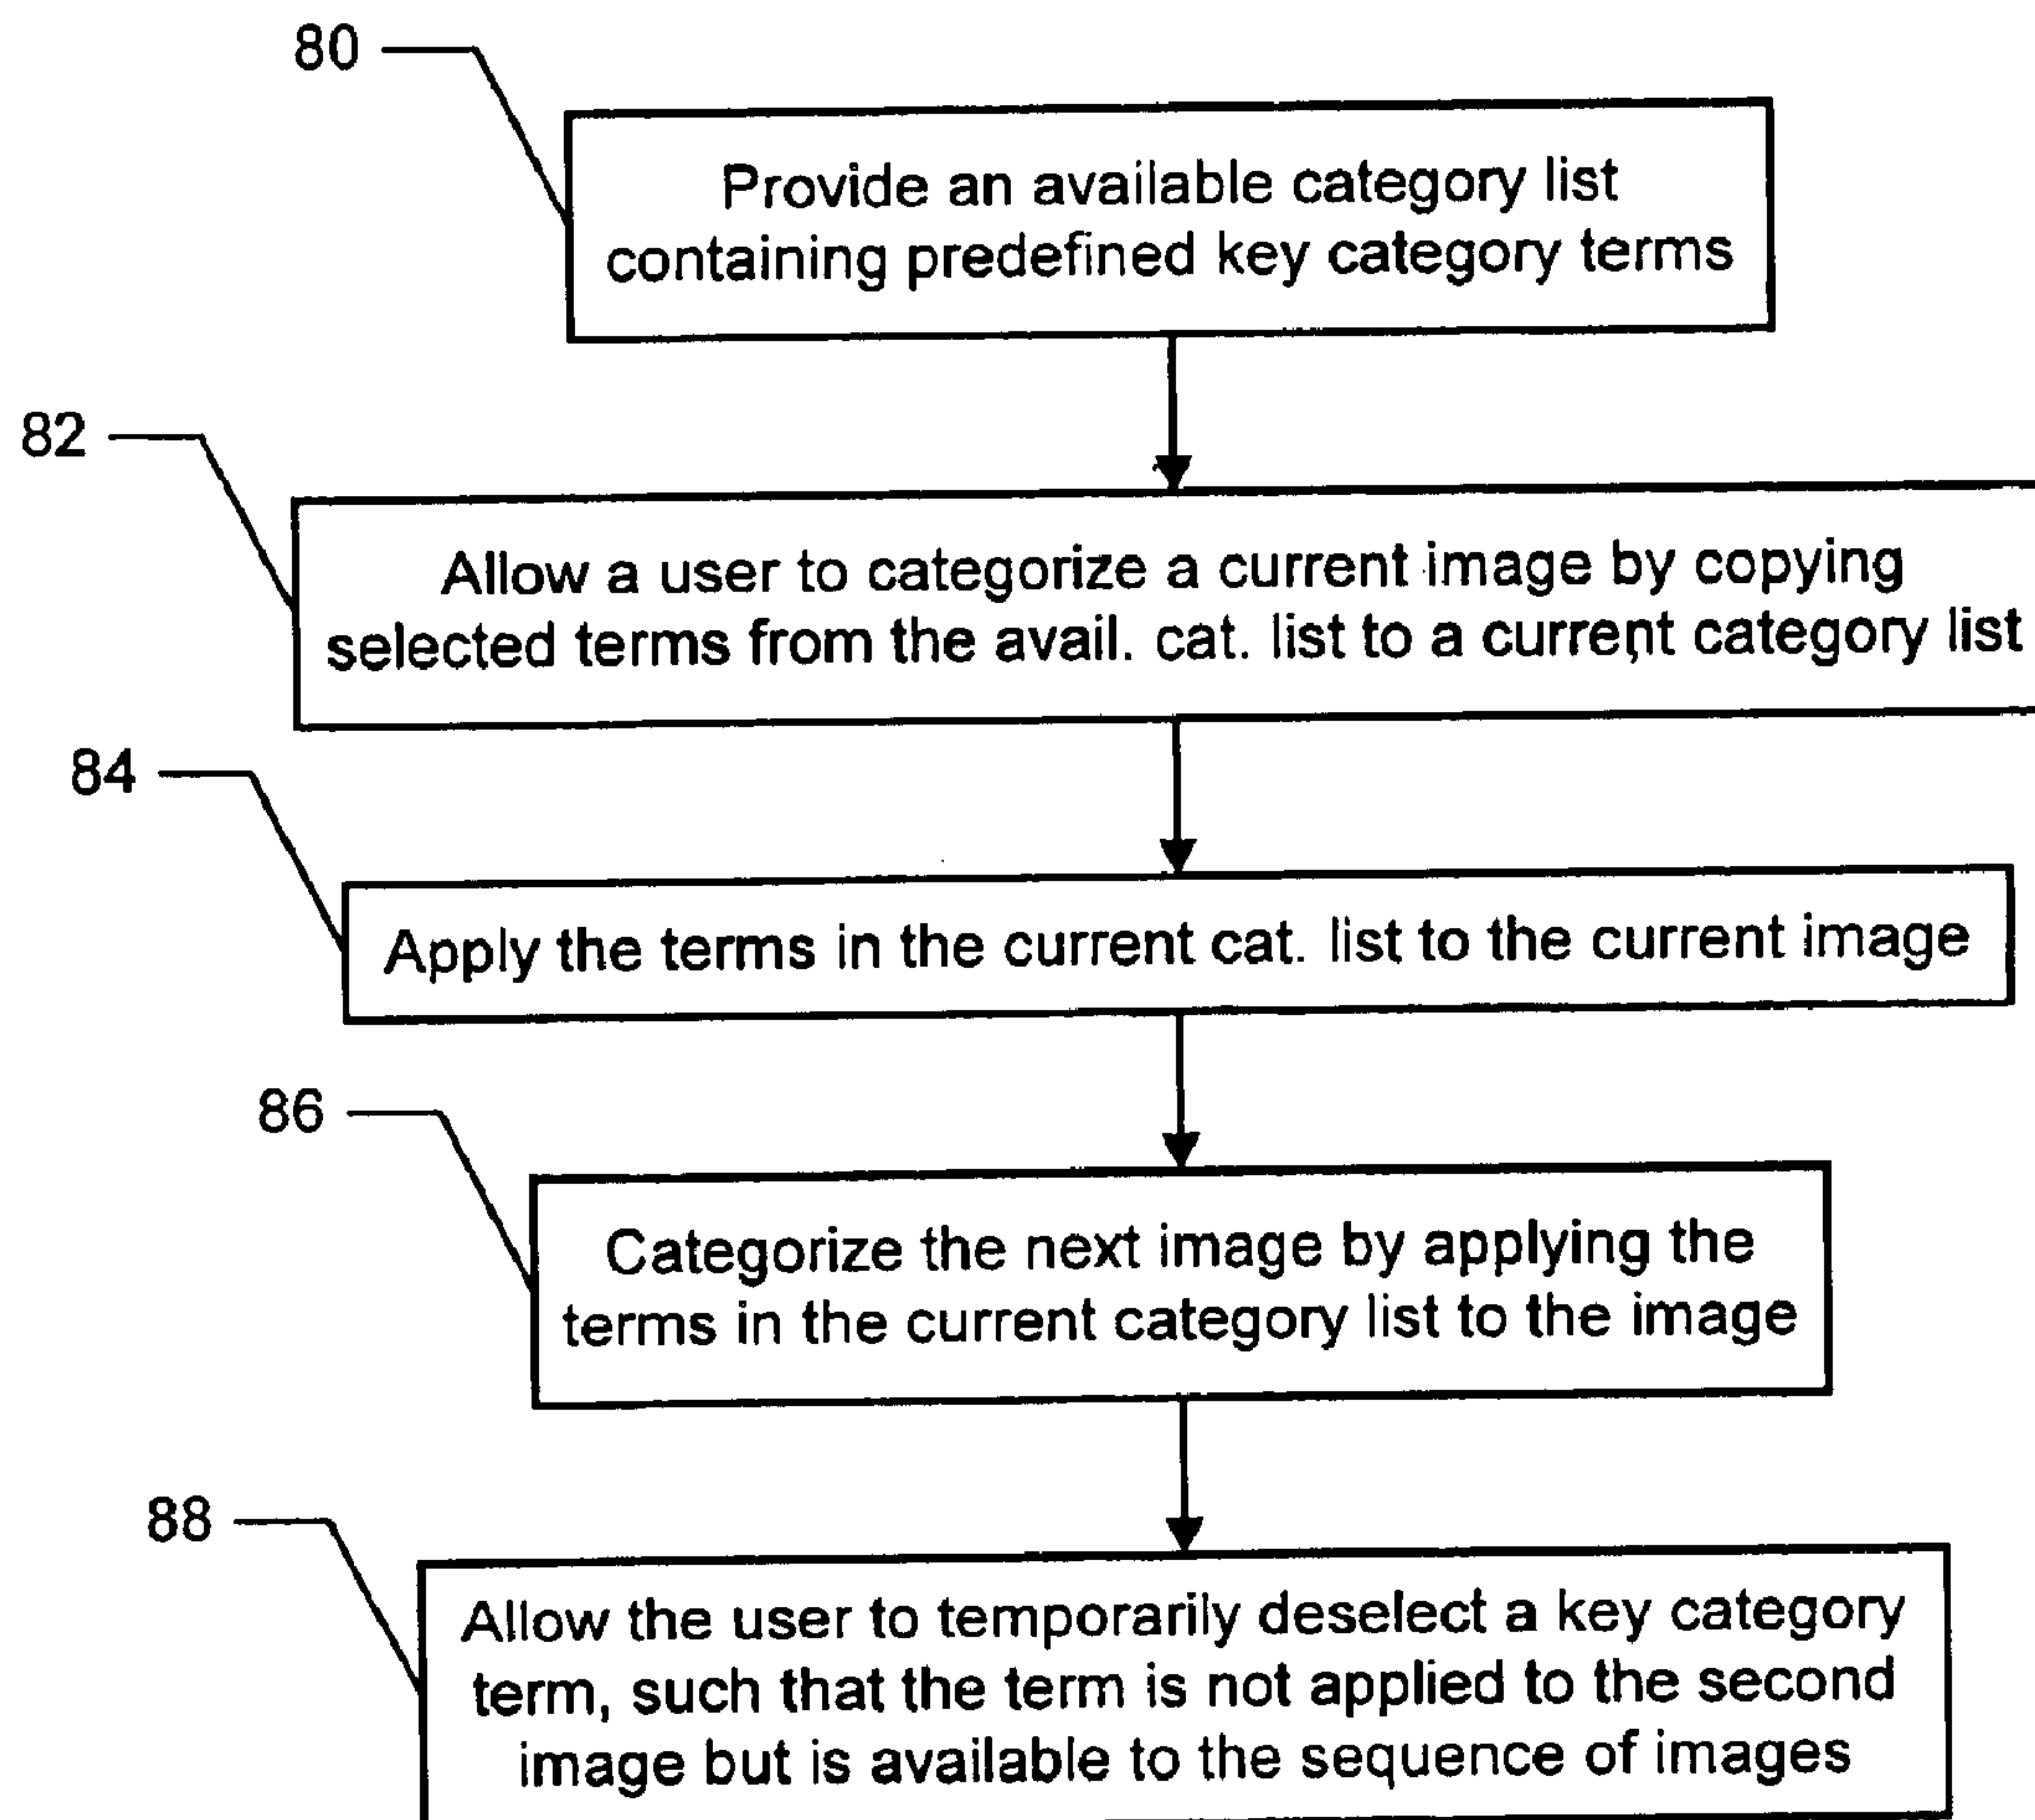 80
Provide an available category list
containing predefined key category terms
82
Allow a user to categorize a current image by copying
selected terms from the avail. cat. list to a current category list
84
Apply the terms in the current cat. list to the current image
86
Categorize the next image by applying the
terms in the current category list to the image
88
Allow the user to temporarily deselect a key category
term, such that the term is not applied to the second
image but is available to the sequence of images